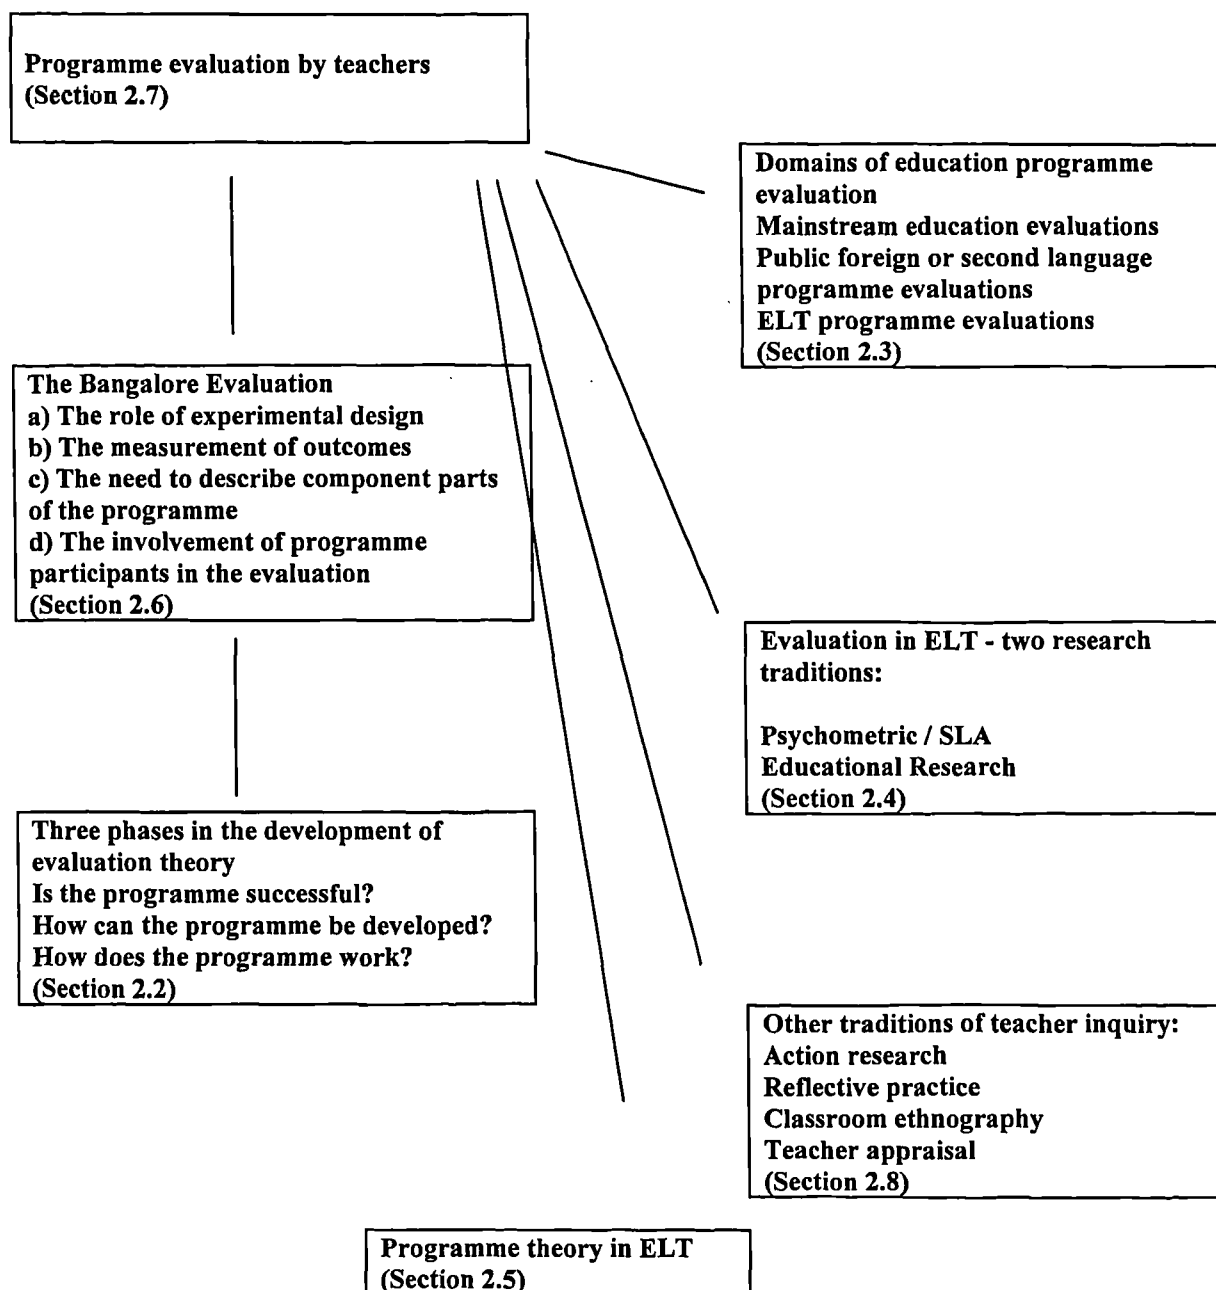 Programme evaluation by teachers
(Section 2.7)
Domains of education programme
evaluation
Mainstream education evaluations
Public foreign or second language
programme evaluations
ELT programme evaluations
(Section 2.3)
The Bangalore Evaluation
a) The role of experimental design
b) The measurement of outcomes
c) The need to describe component parts
of the programme
d) The involvement of programme
participants in the evaluation
(Section 2.6)
Evaluation in ELT - two research
traditions:
Psychometric / SLA
Educational Research
(Section 2.4)
Three phases in the development of
evaluation theory
Is the programme successful?
How can the programme be developed?
How does the programme work?
(Section 2.2)
Other traditions of teacher inquiry:
Action research
Reflective practice
Classroom ethnography
Teacher appraisal
(Section 2.8)
Programme theory in ELT
(Section 2.5)